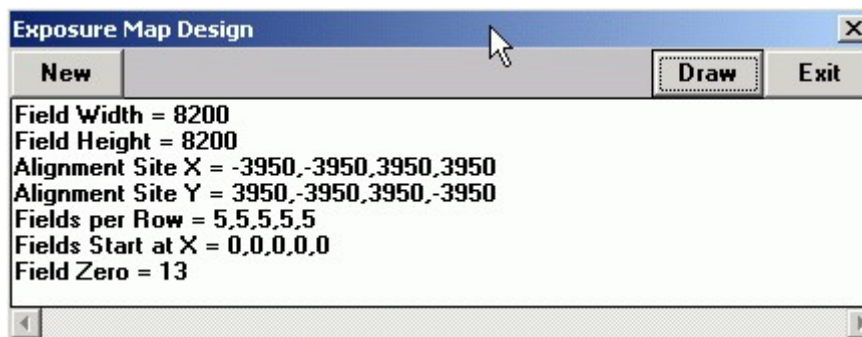 Exposure Map Design
New Draw Exit
Field Width = 8200
Field Height = 8200
Alignment Site X = -3950,-3950,3950,3950
Alignment Site Y = 3950,-3950,3950,-3950
Fields per Row = 5,5,5,5,5
Fields Start at X = 0,0,0,0,0
Field Zero = 13